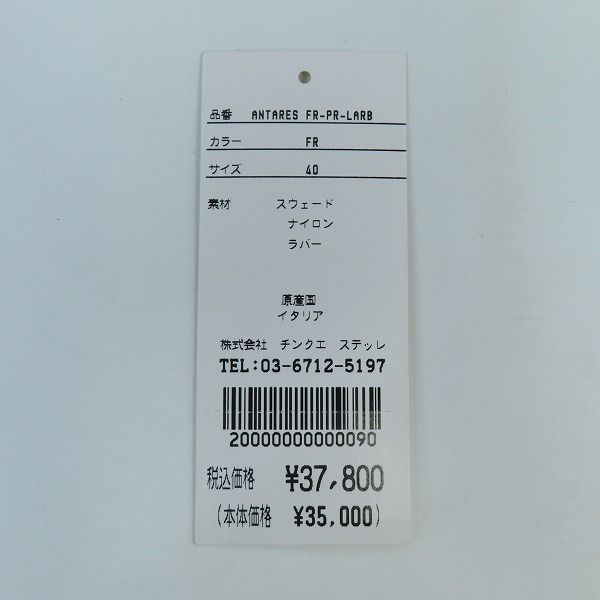 品番 ANTARES FR-PR-LARB
カラー FR
サイズ 40
素材 スウェード
ナイロン
ラバー
原産国
イタリア
株式会社 チンクエ ステッレ
TEL:03-6712-5197
20000000000090
税込価格 ¥37,800
(本体価格 ¥35,000)